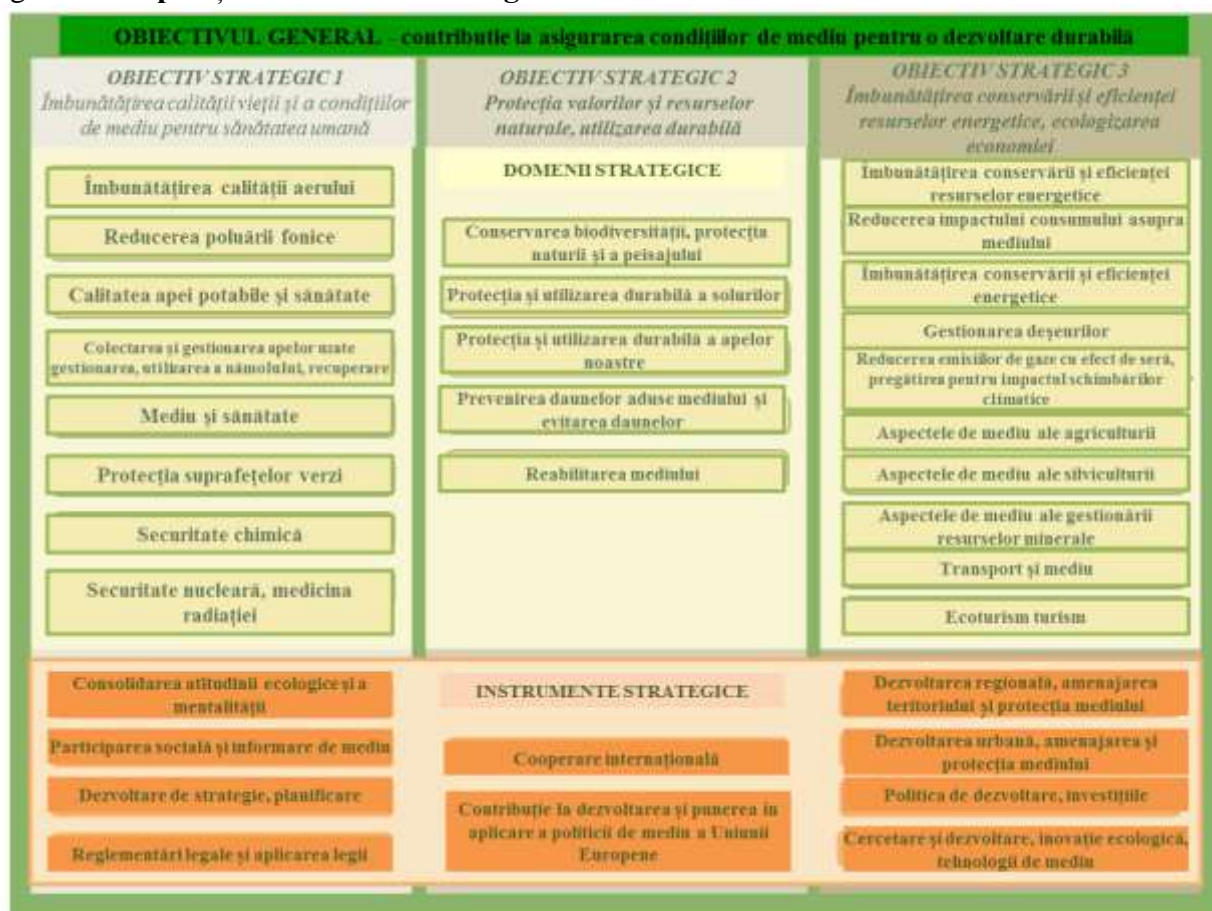 OBIECTIVUL GENERAL - contributie la asigurarea condițiilor de mediu pentru o dezvoltare durabilă
OBIECTIV STRATEGIC 1
Îmbunătățirea calității vieții și a condițiilor
de mediu pentru sănătatea umană
Îmbunătățirea calității aerului
Reducerea poluării fonice
Calitatea apei potabile și sănătate
Colectarea și gestionarea apelor uzate
gestionarea, utilizarea a nămolului, recuperare
Mediu și sănătate
Protecția suprafețelor verzi
Securitate chimică
Securitate nucleară, medicina
radiației
OBIECTIV STRATEGIC 2
Protecția valorilor și resurselor
naturale, utilizarea durabilă
DOMENII STRATEGICE
Conservarea biodiversității, protecția
naturii și a peisajului
Protecția și utilizarea durabilă a solurilor
Protecția și utilizarea durabilă a apelor
noastre
Prevenirea daunelor aduse mediului și
evitarea daunelor
Reabilitarea mediului
OBIECTIV STRATEGIC 3
Îmbunătățirea conservării și eficienței
resurselor energetice, ecologizarea
economiei
Îmbunătățirea conservării și eficienței
resurselor energetice
Reducerea impactului consumului asupra
mediului
Îmbunătățirea conservării și eficienței
energetice
Gestionarea deșeurilor
Reducerea emisiilor de gaze cu efect de seră,
pregătirea pentru impactul schimbărilor
climatice
Aspectele de mediu ale agriculturii
Aspectele de mediu ale silviculturii
Aspectele de mediu ale gestionării
resurselor minerale
Transport și mediu
Ecoturism turism
Consolidarea atitudinii ecologice și a
mentalității
Participarea socială și informare de mediu
Dezvoltare de strategie, planificare
Reglementări legale și aplicarea legii
INSTRUMENTE STRATEGICE
Cooperare internațională
Contribuție la dezvoltarea și punerea în
aplicare a politicii de mediu a Uniunii
Europene
Dezvoltarea regională, amenajarea
teritoriului și protecția mediului
Dezvoltarea urbană, amenajarea și
protecția mediului
Politica de dezvoltare, investițiile
Cercetare și dezvoltare, inovație ecologică,
tehnologii de mediu